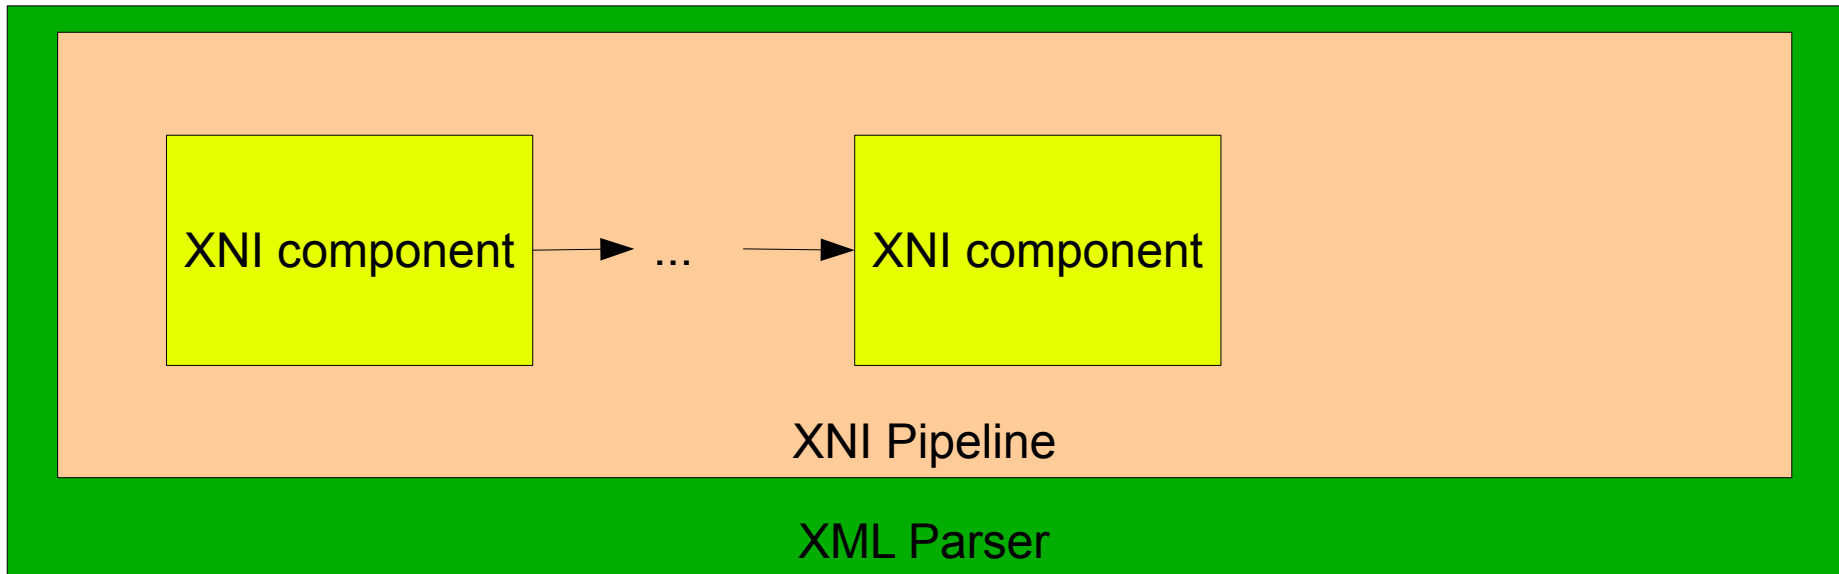 XNI component ... XNI component
XNI Pipeline
XML Parser